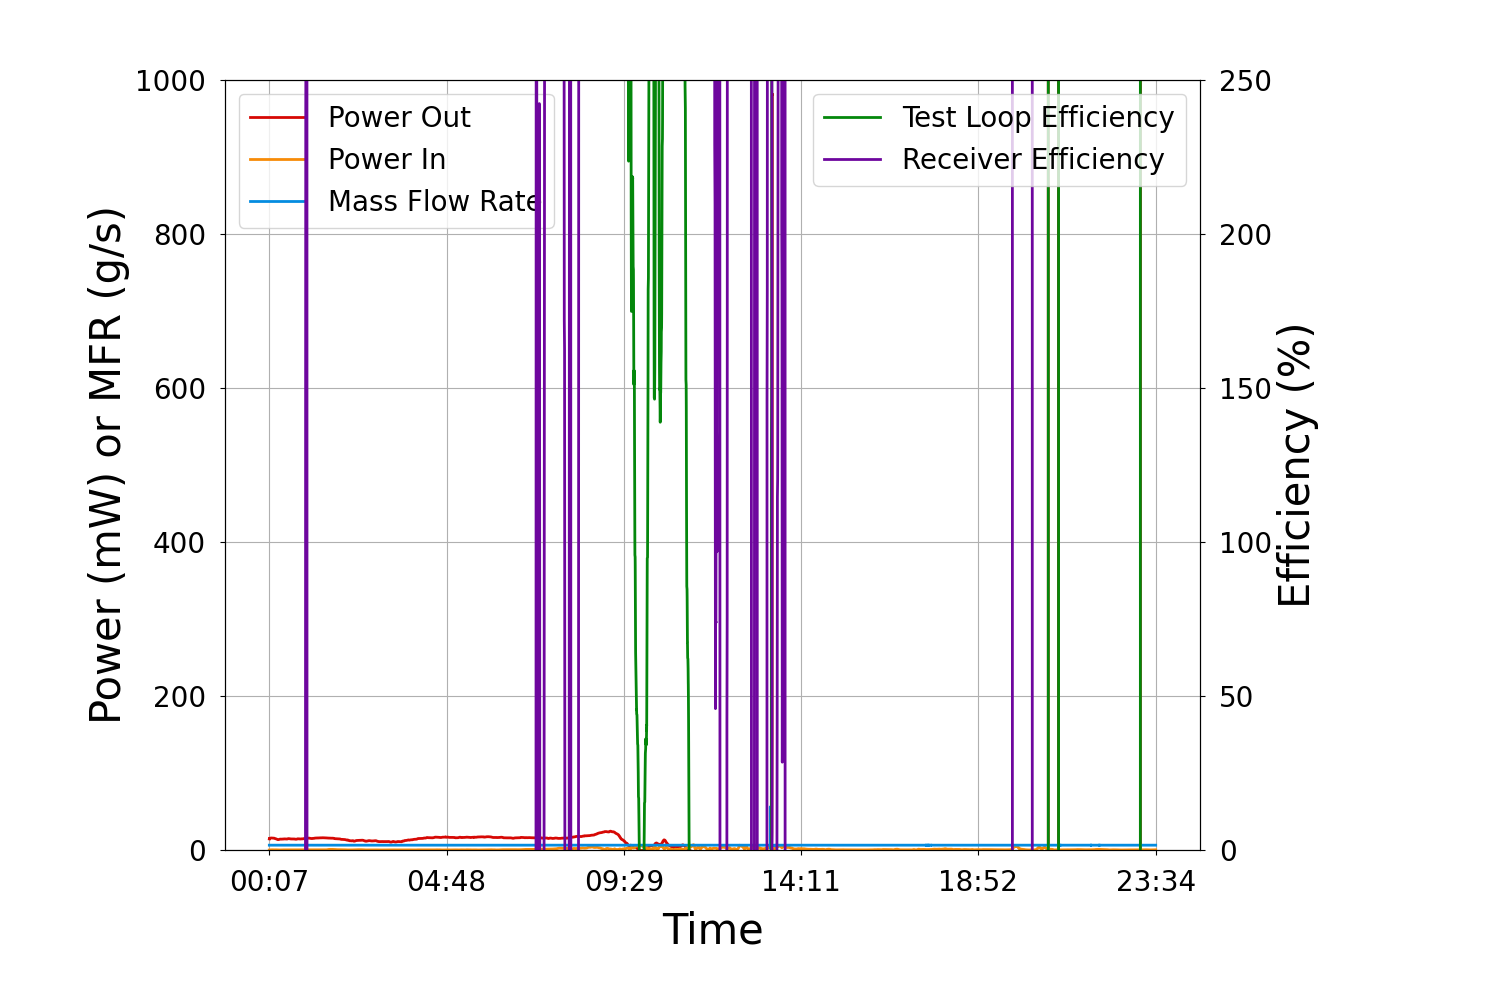 1000
800
600
400
200
0
Power (mW) or MFR (g/s)
Power Out
Power In
Mass Flow Rate
Test Loop Efficiency
Receiver Efficiency
250
200
150
100
50
0
Efficiency (%)
00:07 04:48 09:29 14:11 18:52 23:34
Time